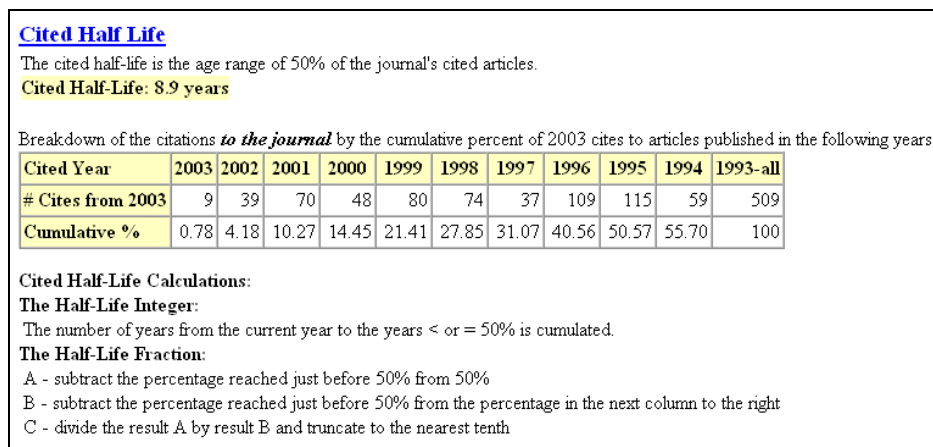 Cited Half Life
The cited half-life is the age range of 50% of the journal's cited articles.
Cited Half-Life: 8.9 years
Breakdown of the citations to the journal by the cumulative percent of 2003 cites to articles published in the following years
Cited Year 2003 2002 2001 2000 1999 1998 1997 1996 1995 1994 1993-all
# Cites from 2003 9 39 70 48 80 74 37 109 115 59 509
Cumulative % 0.78 4.18 10.27 14.45 21.41 27.85 31.07 40.56 50.57 55.70 100
Cited Half-Life Calculations:
The Half-Life Integer:
The number of years from the current year to the years < or = 50% is cumulated.
The Half-Life Fraction:
A - subtract the percentage reached just before 50% from 50%
B - subtract the percentage reached just before 50% from the percentage in the next column to the right
C - divide the result A by result B and truncate to the nearest tenth